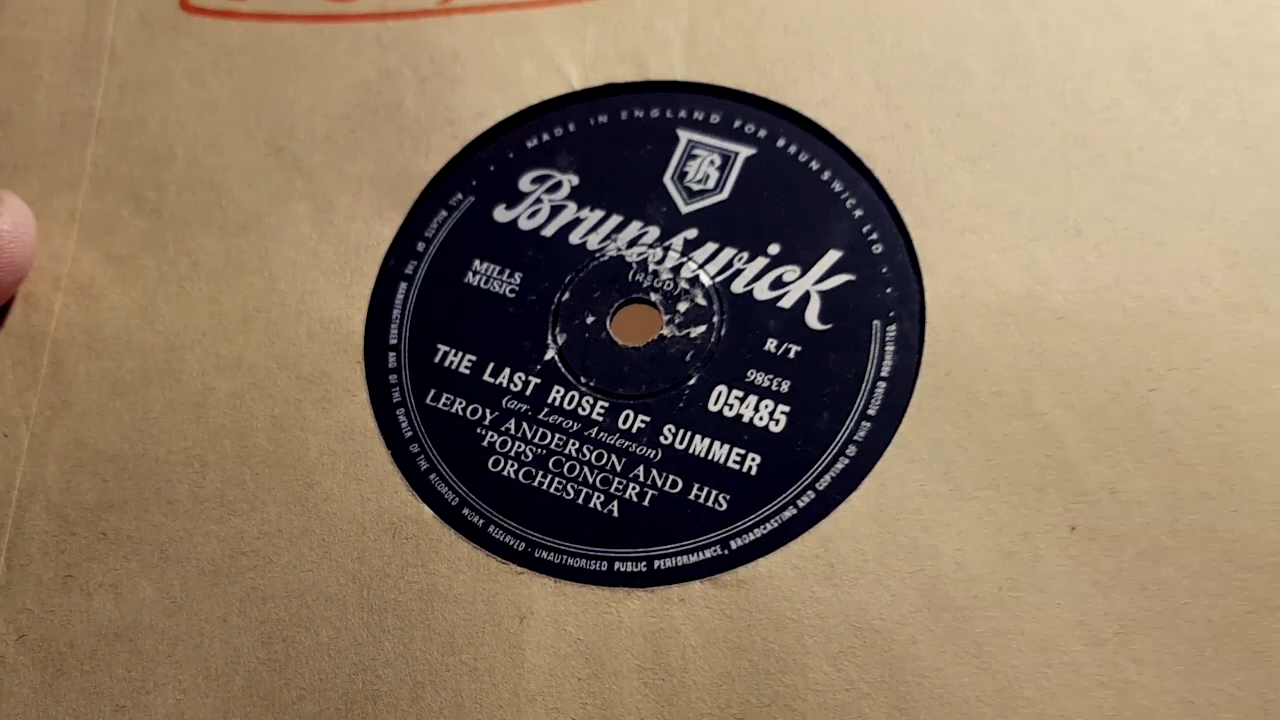 · · · MADE IN ENGLAND FOR BRUNSWICK LTD · · ·
B
Brunswick
(REGD)
MILLS
MUSIC
R/T
83586
05485
THE LAST ROSE OF SUMMER
(arr. Leroy Anderson)
LEROY ANDERSON AND HIS
"POPS" CONCERT
ORCHESTRA
ALL RIGHTS OF THE MANUFACTURER AND OF THE OWNER OF THE RECORDED WORK RESERVED · UNAUTHORISED PUBLIC PERFORMANCE, BROADCASTING AND COPYING OF THIS RECORD PROHIBITED.